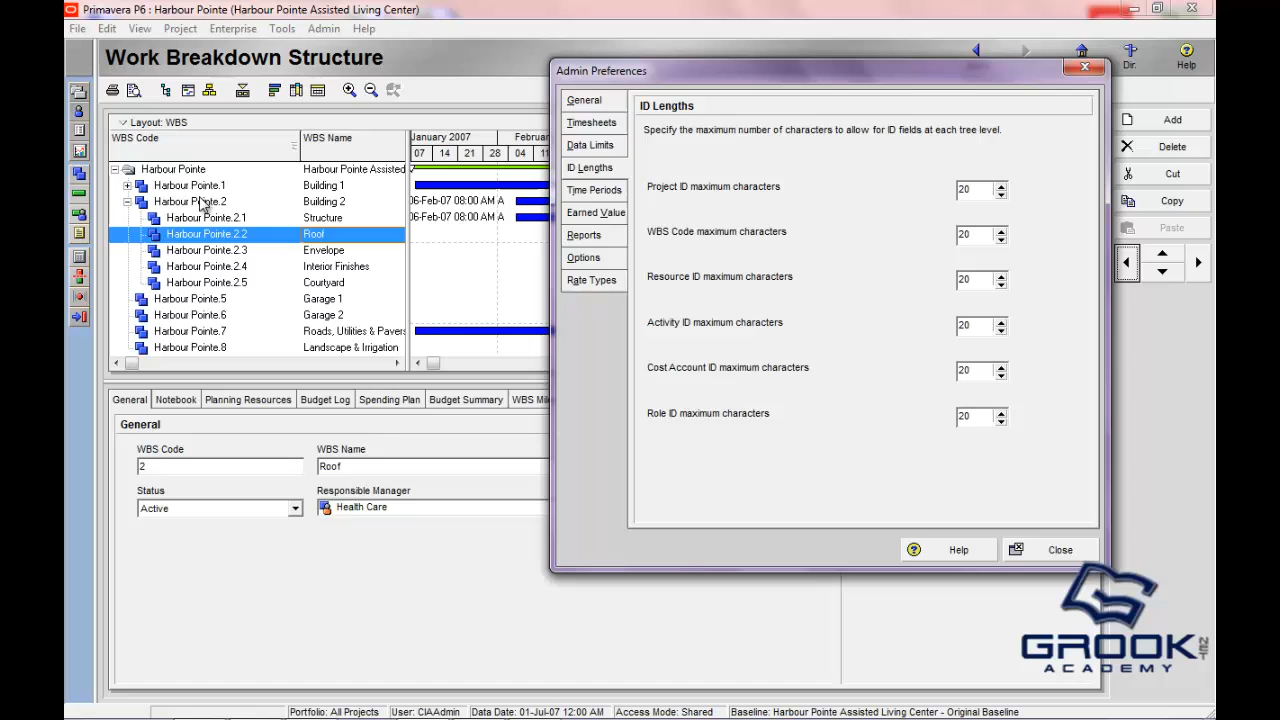 Primavera P6 : Harbour Pointe (Harbour Pointe Assisted Living Center)
File Edit View Project Enterprise Tools Admin Help
Work Breakdown Structure
Dir. Help
Layout: WBS
WBS Code WBS Name
January 2007 Februar
07 14 21 28 04 11
Harbour Pointe Harbour Pointe Assisted
Harbour Pointe.1 Building 1
Harbour Pointe.2 Building 2 06-Feb-07 08:00 AM A
Harbour Pointe.2.1 Structure 06-Feb-07 08:00 AM A
Harbour Pointe.2.2 Roof
Harbour Pointe.2.3 Envelope
Harbour Pointe.2.4 Interior Finishes
Harbour Pointe.2.5 Courtyard
Harbour Pointe.5 Garage 1
Harbour Pointe.6 Garage 2
Harbour Pointe.7 Roads, Utilities & Pavers
Harbour Pointe.8 Landscape & Irrigation
General Notebook Planning Resources Budget Log Spending Plan Budget Summary WBS Mil
General
WBS Code WBS Name
2 Roof
Status Responsible Manager
Active Health Care
Admin Preferences
General
Timesheets
Data Limits
ID Lengths
Time Periods
Earned Value
Reports
Options
Rate Types
ID Lengths
Specify the maximum number of characters to allow for ID fields at each tree level.
Project ID maximum characters 20
WBS Code maximum characters 20
Resource ID maximum characters 20
Activity ID maximum characters 20
Cost Account ID maximum characters 20
Role ID maximum characters 20
Help Close
Add
Delete
Cut
Copy
Paste
GROOK
ACADEMY
Portfolio: All Projects User: CIAAdmin Data Date: 01-Jul-07 12:00 AM Access Mode: Shared Baseline: Harbour Pointe Assisted Living Center - Original Baseline